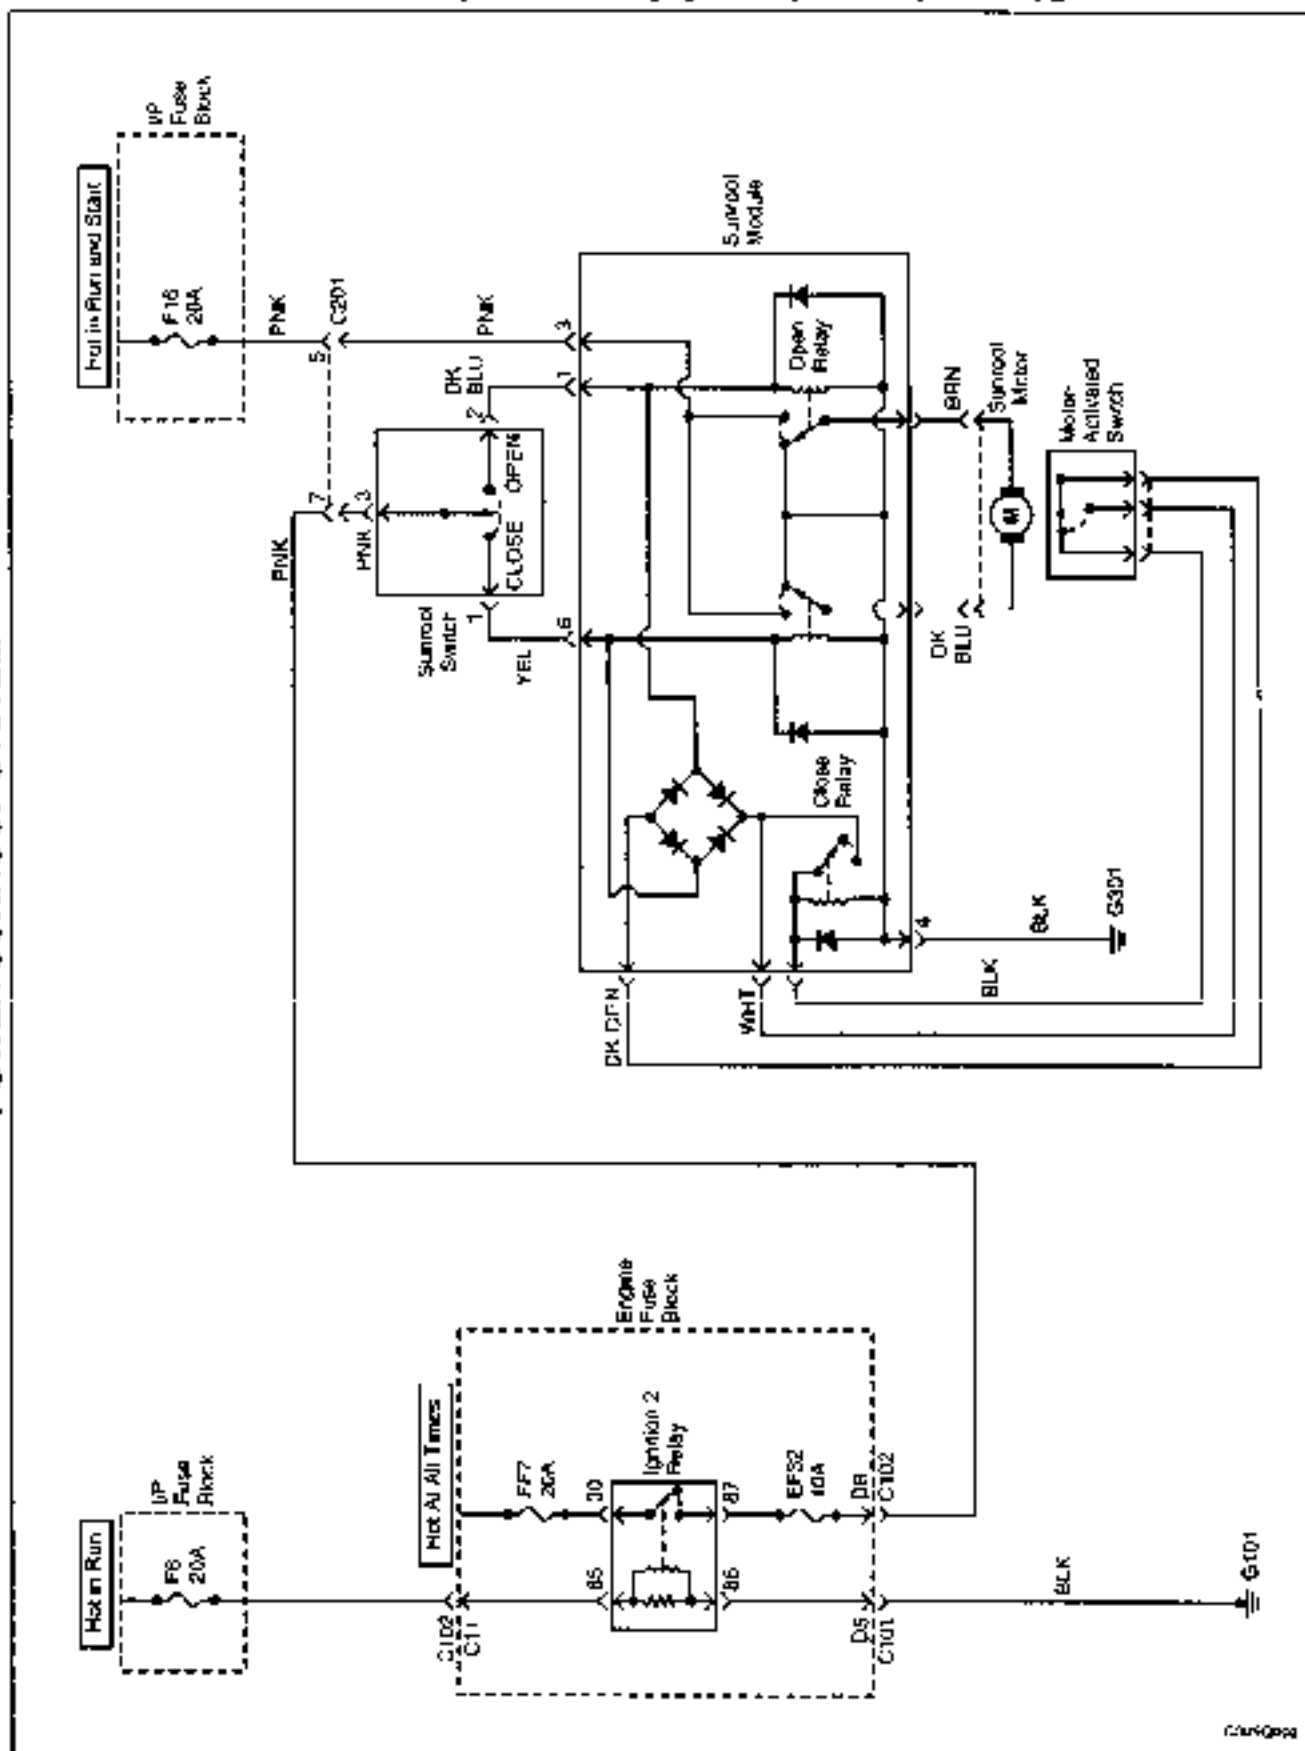 Hot in Run
I/P
Fuse
Block
F6
20A
C102
C11
Hot At All Times
Engine
Fuse
Block
20A
30
85
Ignition 2
Relay
87
86
EF32
10A
D8
C102
D5
C101
BLK
G101
PNK
Hot in Run and Start
I/P
Fuse
Block
F16
20A
PNK
5
C201
PNK
3
7
PNK
3
DK
BLU
2
1
OPEN
CLOSE
Sunroof
Switch
1
YEL
6
Sunroof
Module
Open
Relay
Close
Relay
BRN
DK
BLU
Sunroof
Motor
M
Motor-
Activated
Switch
DK GRN
WHT
BLK
4
BLK
G301